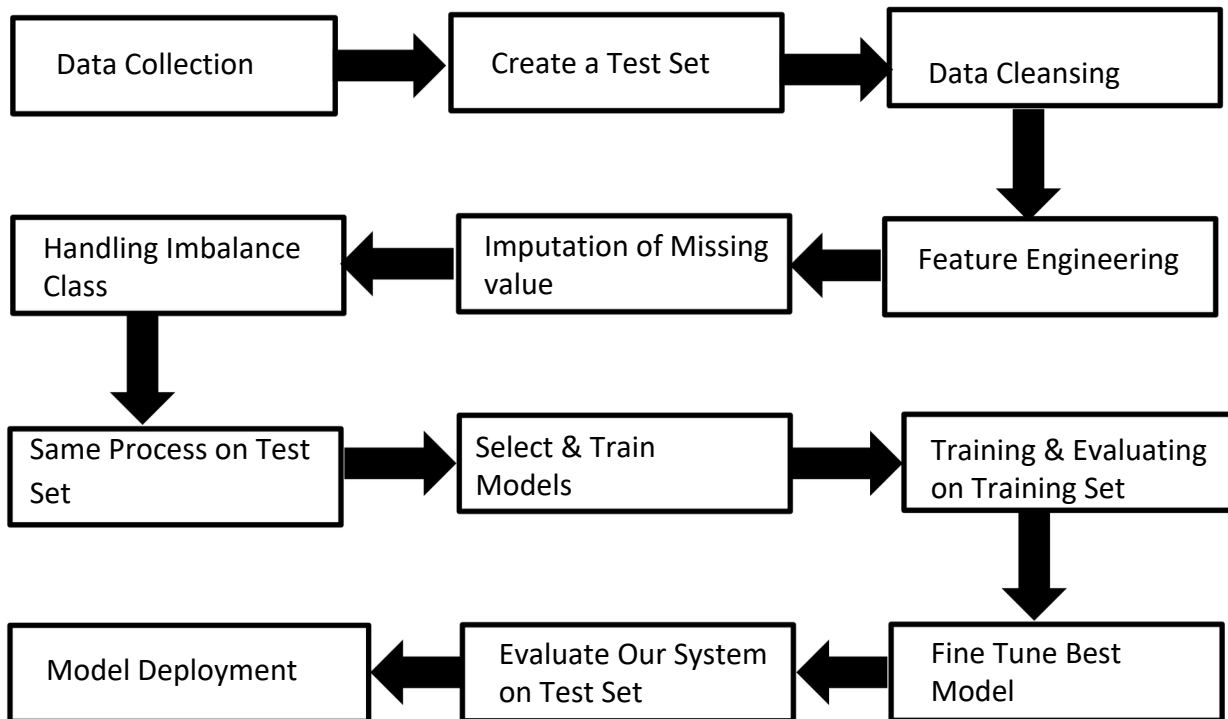 Data Collection
Create a Test Set
Data Cleansing
Feature Engineering
Imputation of Missing
value
Handling Imbalance
Class
Same Process on Test
Set
Select & Train
Models
Training & Evaluating
on Training Set
Fine Tune Best
Model
Evaluate Our System
on Test Set
Model Deployment